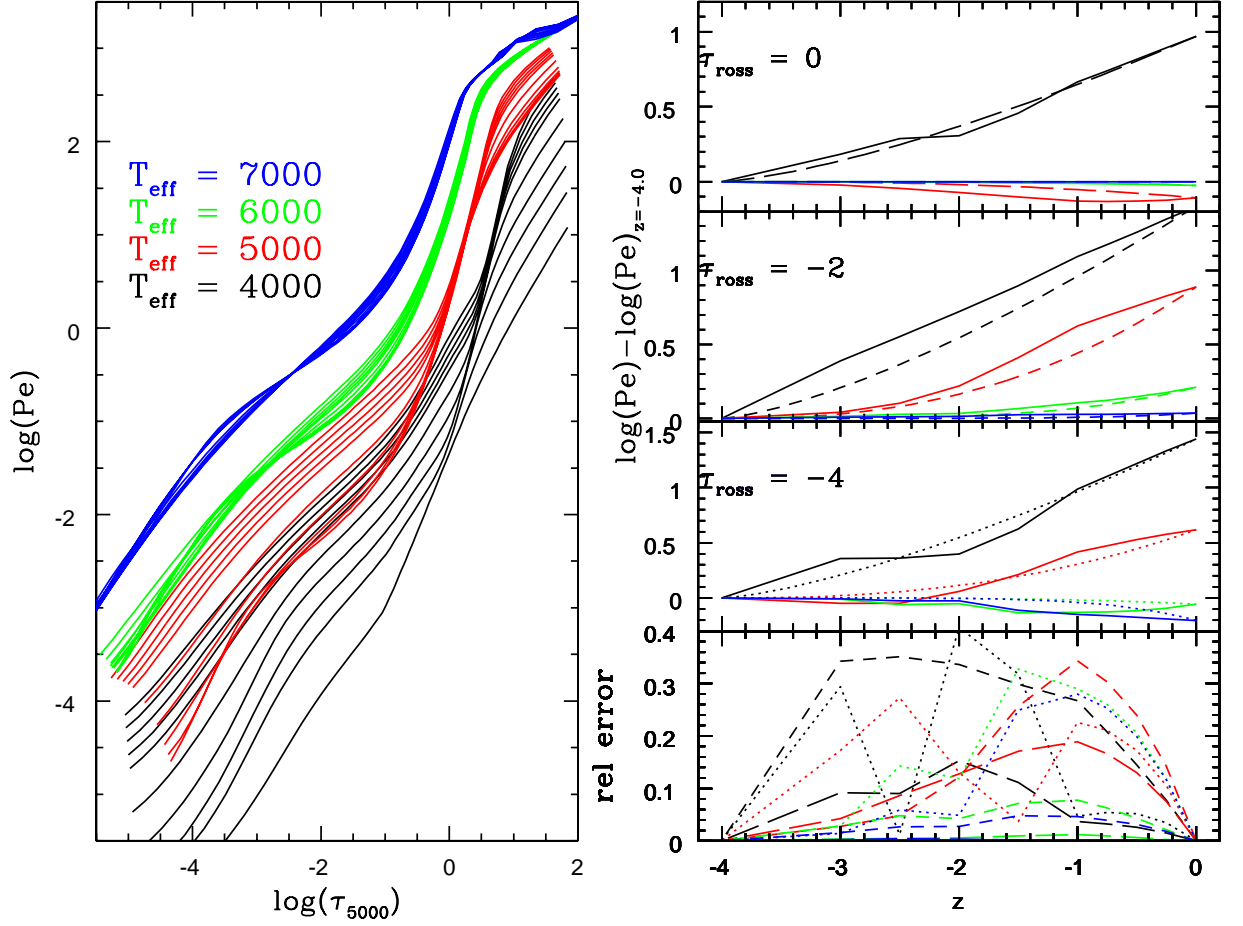 log(Pe)
2
0
-2
-4
T_eff = 7000
T_eff = 6000
T_eff = 5000
T_eff = 4000
-4
-2
0
2
log(τ_5000)
log(Pe)−log(Pe)_z=−4.0
1
0.5
0
τ_ross = 0
1
0.5
0
τ_ross = −2
1.5
1
0.5
0
τ_ross = −4
rel error
0.4
0.3
0.2
0.1
0
-4
-3
-2
-1
0
z